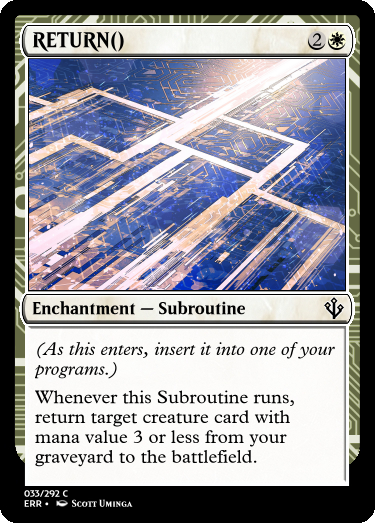 RETURN() 2
Enchantment — Subroutine
(As this enters, insert it into one of your
programs.)
Whenever this Subroutine runs,
return target creature card with
mana value 3 or less from your
graveyard to the battlefield.
033/292 C
ERR • Scott Uminga